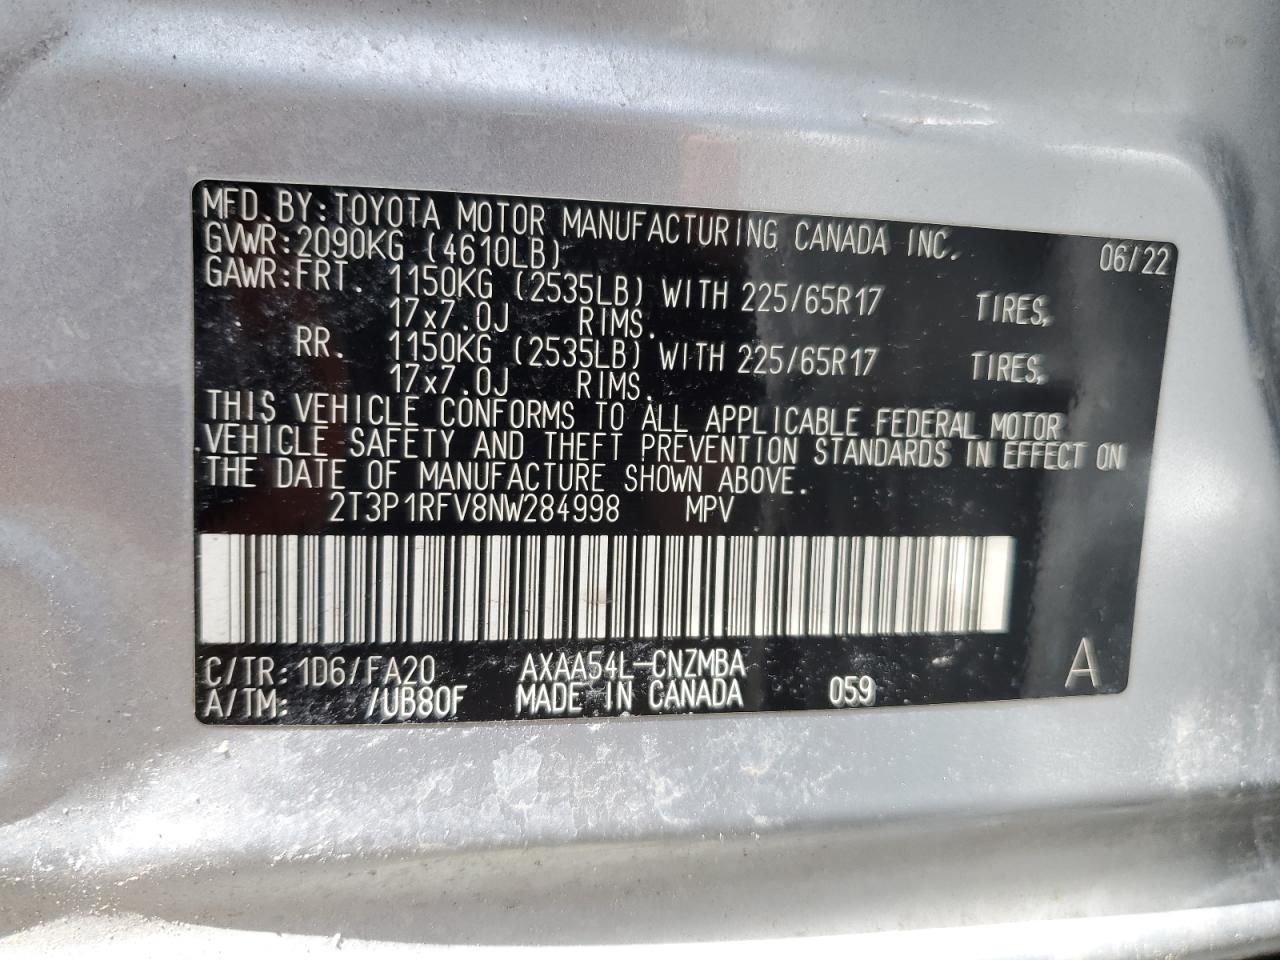 MFD.BY:TOYOTA MOTOR MANUFACTURING CANADA INC. 06/22
GVWR:2090KG (4610LB)
GAWR:FRT. 1150KG (2535LB) WITH 225/65R17 TIRES,
17x7.0J RIMS.
RR. 1150KG (2535LB) WITH 225/65R17 TIRES,
17x7.0J RIMS.
THIS VEHICLE CONFORMS TO ALL APPLICABLE FEDERAL MOTOR
VEHICLE SAFETY AND THEFT PREVENTION STANDARDS IN EFFECT ON
THE DATE OF MANUFACTURE SHOWN ABOVE.
2T3P1RFV8NW284998 MPV
C/TR:1D6/FA20 AXAA54L-CNZMBA A
A/TM: /UB80F MADE IN CANADA 059